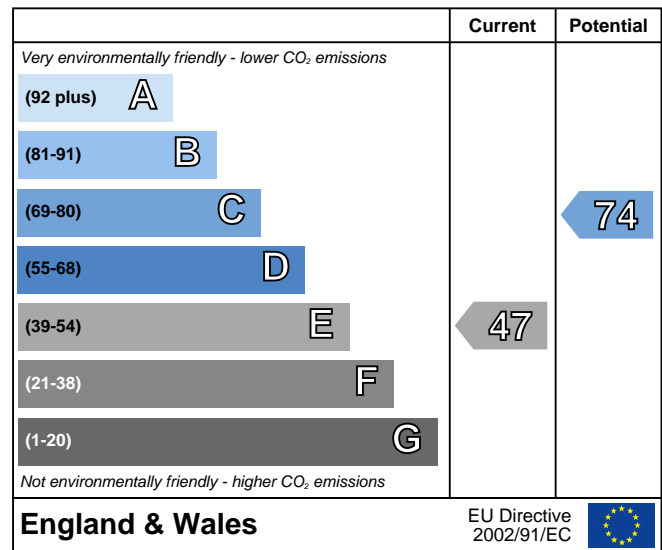 Current Potential
Very environmentally friendly - lower CO₂ emissions
(92 plus) A
(81-91) B
(69-80) C 74
(55-68) D
(39-54) E 47
(21-38) F
(1-20) G
Not environmentally friendly - higher CO₂ emissions
England & Wales
EU Directive
2002/91/EC